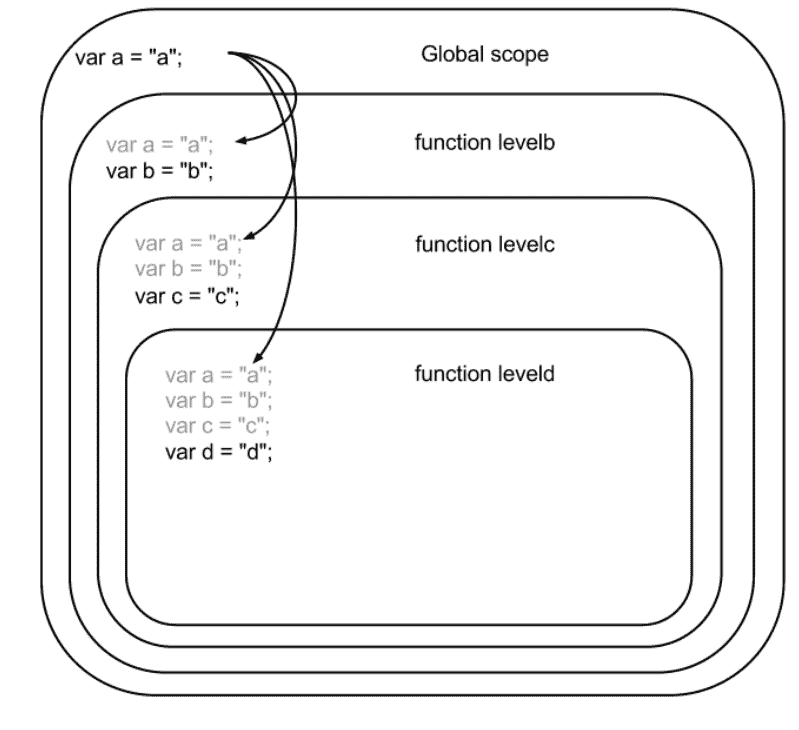 var a = "a"; Global scope
var a = "a"; function levelb
var b = "b";
var a = "a"; function levelc
var b = "b";
var c = "c";
var a = "a"; function leveld
var b = "b";
var c = "c";
var d = "d";